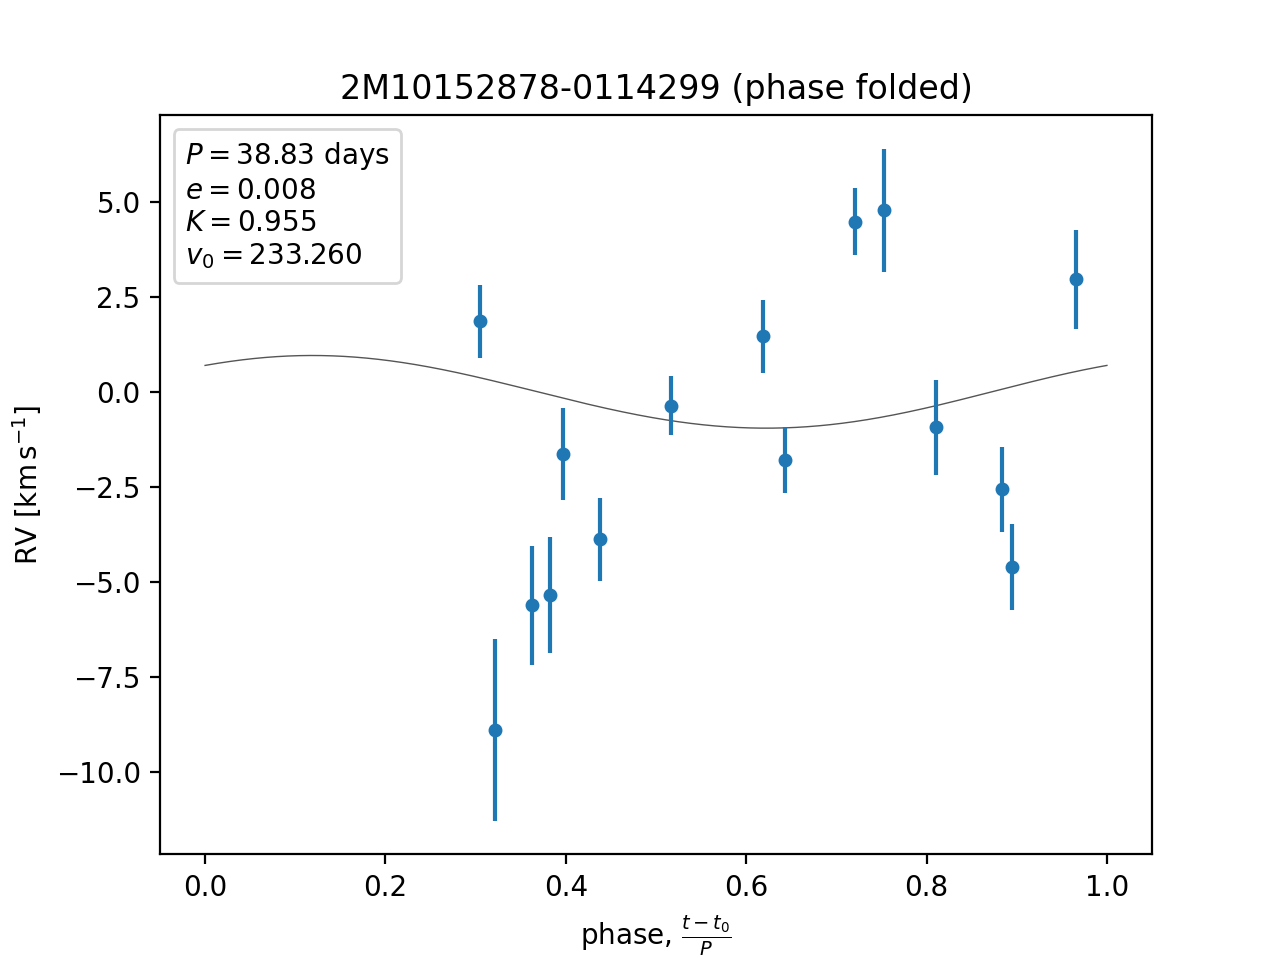 2M10152878-0114299 (phase folded)
P = 38.83 days
e = 0.008
K = 0.955
v₀ = 233.260
5.0
2.5
0.0
−2.5
−5.0
−7.5
−10.0
RV [km s⁻¹]
0.0 0.2 0.4 0.6 0.8 1.0
phase, (t − t₀)/P